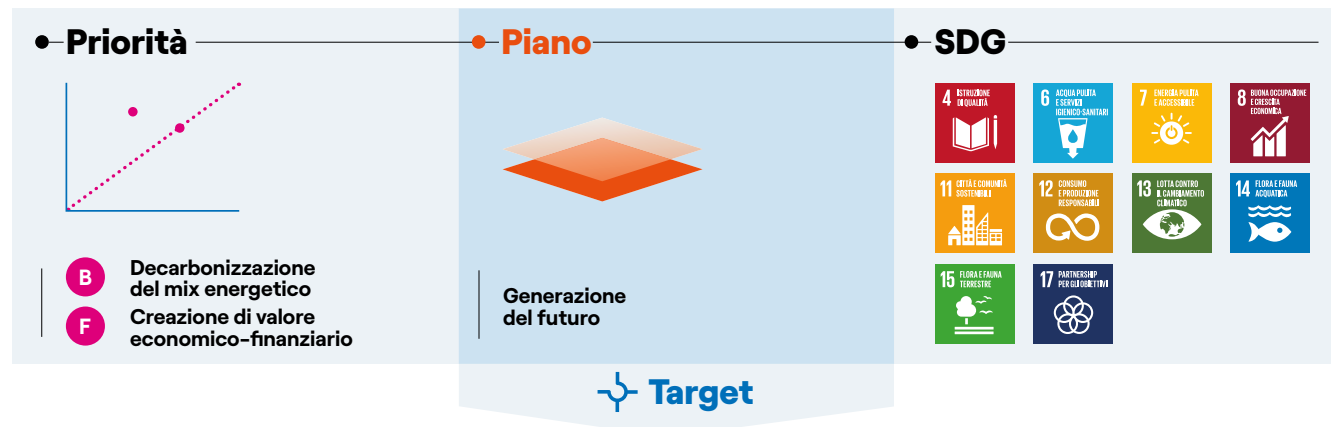 Priorità
Piano
SDG
B
Decarbonizzazione
del mix energetico
F
Creazione di valore
economico-finanziario
Generazione
del futuro
4 ISTRUZIONE
DI QUALITÀ
6 ACQUA PULITA
E SERVIZI
IGIENICO-SANITARI
7 ENERGIA PULITA
E ACCESSIBILE
8 BUONA OCCUPAZIONE
E CRESCITA
ECONOMICA
11 CITTÀ E COMUNITÀ
SOSTENIBILI
12 CONSUMO
E PRODUZIONE
RESPONSABILI
13 LOTTA CONTRO
IL CAMBIAMENTO
CLIMATICO
14 FLORA E FAUNA
ACQUATICA
15 FLORA E FAUNA
TERRESTRE
17 PARTNERSHIP
PER GLI OBIETTIVI
Target